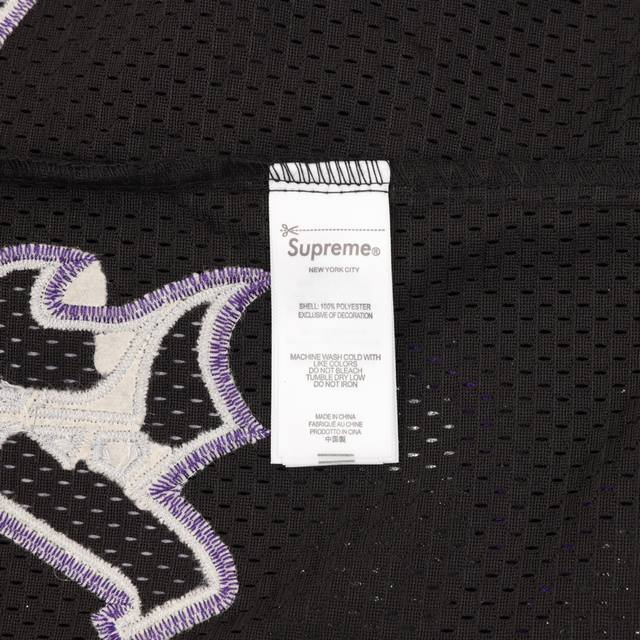 Supreme®
NEW YORK CITY
SHELL: 100% POLYESTER
EXCLUSIVE OF DECORATION
MACHINE WASH COLD WITH
LIKE COLORS
DO NOT BLEACH
TUMBLE DRY LOW
DO NOT IRON
MADE IN CHINA
FABRIQUÉ AU CHINE
PRODOTTO IN CINA
中国製